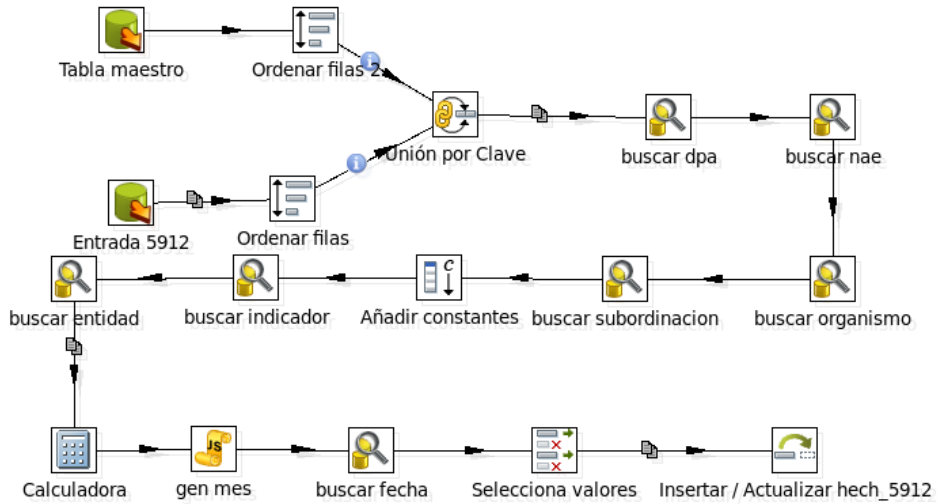 Tabla maestro
Ordenar filas 2
Unión por Clave
buscar dpa
buscar nae
Entrada 5912
Ordenar filas
buscar entidad
buscar indicador
C
Añadir constantes
buscar subordinacion
buscar organismo
JS
Calculadora
gen mes
buscar fecha
Selecciona valores
Insertar / Actualizar hech_5912